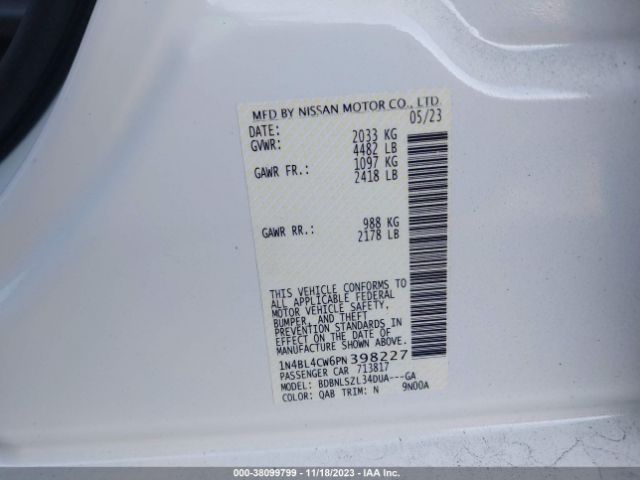 MFD BY NISSAN MOTOR CO., LTD.
DATE: 05/23
GVWR: 2033 KG
4482 LB
GAWR FR.: 1097 KG
2418 LB
GAWR RR.: 988 KG
2178 LB
THIS VEHICLE CONFORMS TO
ALL APPLICABLE FEDERAL
MOTOR VEHICLE SAFETY,
BUMPER, AND THEFT
PREVENTION STANDARDS IN
EFFECT ON THE DATE OF
MANUFACTURE SHOWN ABOVE.
1N4BL4CW6PN398227
PASSENGER CAR 713817
MODEL: BDBNLSZL34DUA---GA
COLOR: QAB TRIM: N 9N00A
000-38099799 - 11/18/2023 - IAA Inc.